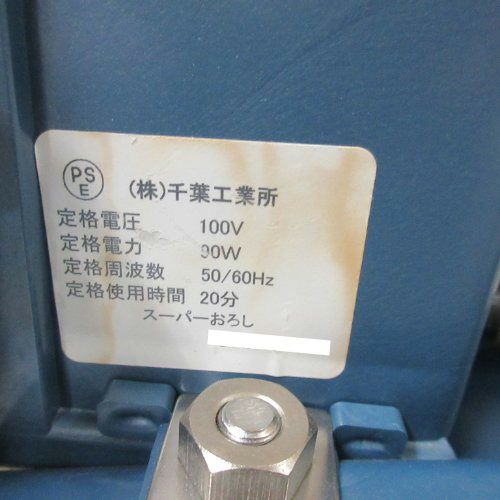 PS
E
(株)千葉工業所
定格電圧 100V
定格電力 90W
定格周波数 50/60Hz
定格使用時間 20分
スーパーおろし